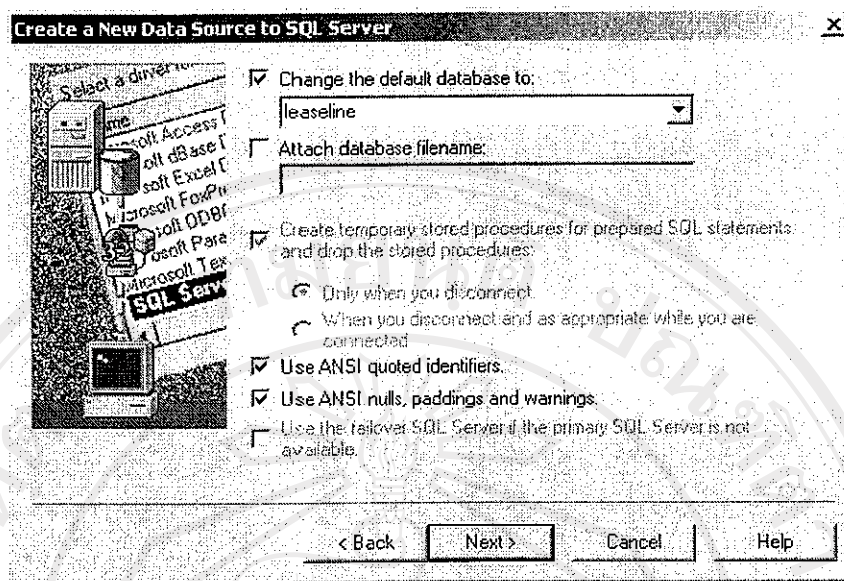 Create a New Data Source to SQL Server
Select a driver
Change the default database to:
leaseline
Attach database filename:
Create temporary stored procedures for prepared SQL statements
and drop the stored procedures:
Only when you disconnect.
When you disconnect and as appropriate while you are
connected.
Use ANSI quoted identifiers.
Use ANSI nulls, paddings and warnings.
Use the failover SQL Server if the primary SQL Server is not
available.
< Back
Next >
Cancel
Help